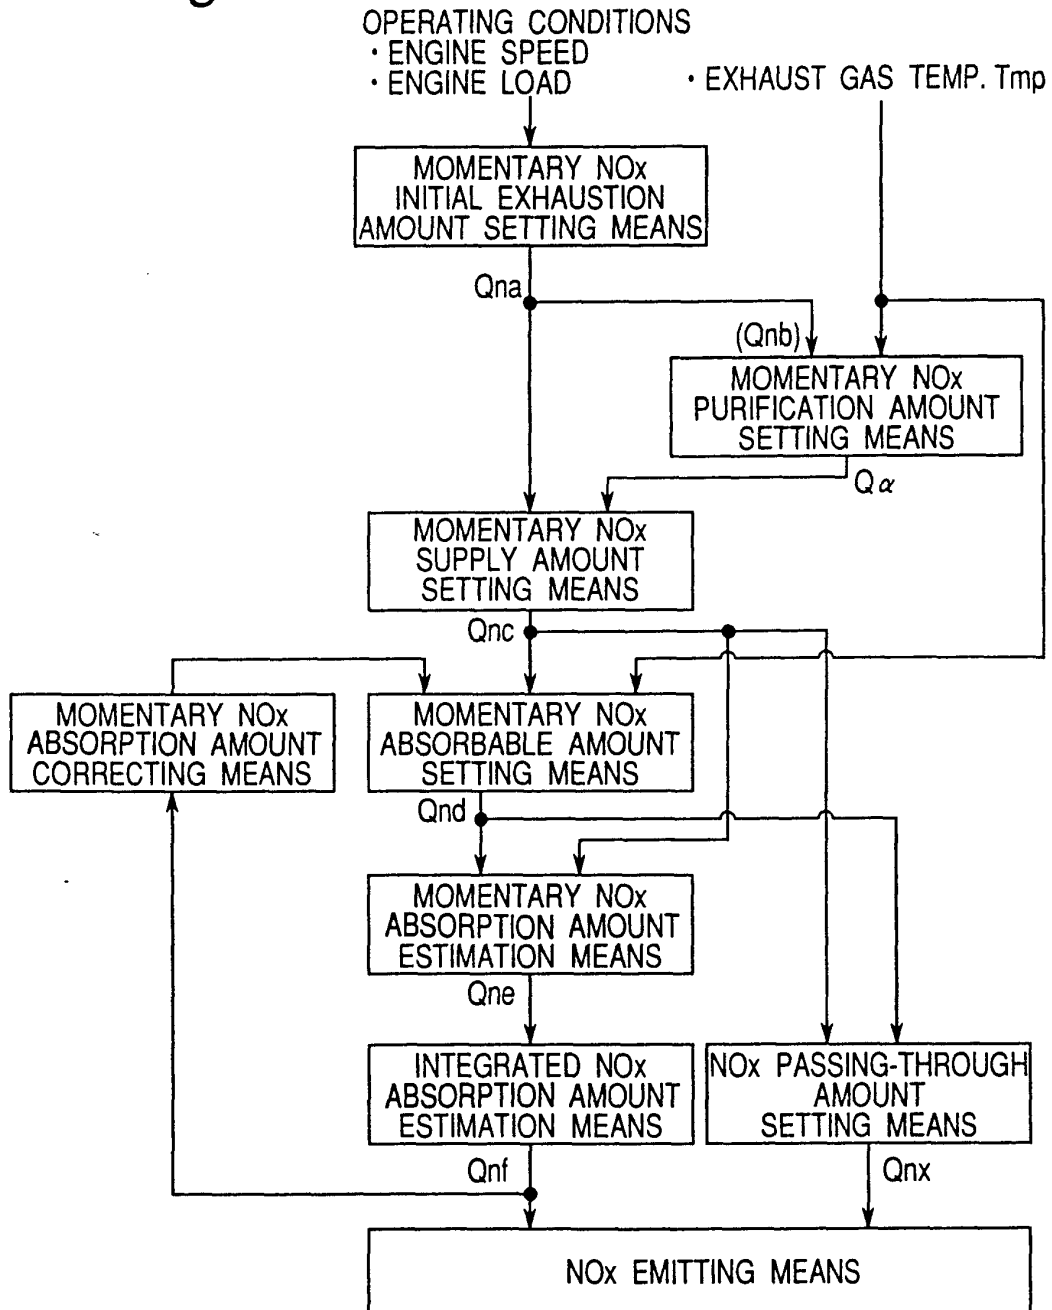 OPERATING CONDITIONS
· ENGINE SPEED
· ENGINE LOAD
· EXHAUST GAS TEMP. Tmp
MOMENTARY NOx
INITIAL EXHAUSTION
AMOUNT SETTING MEANS
Qna
(Qnb)
MOMENTARY NOx
PURIFICATION AMOUNT
SETTING MEANS
Qα
MOMENTARY NOx
SUPPLY AMOUNT
SETTING MEANS
Qnc
MOMENTARY NOx
ABSORPTION AMOUNT
CORRECTING MEANS
MOMENTARY NOx
ABSORBABLE AMOUNT
SETTING MEANS
Qnd
MOMENTARY NOx
ABSORPTION AMOUNT
ESTIMATION MEANS
Qne
INTEGRATED NOx
ABSORPTION AMOUNT
ESTIMATION MEANS
NOx PASSING-THROUGH
AMOUNT
SETTING MEANS
Qnf
Qnx
NOx EMITTING MEANS